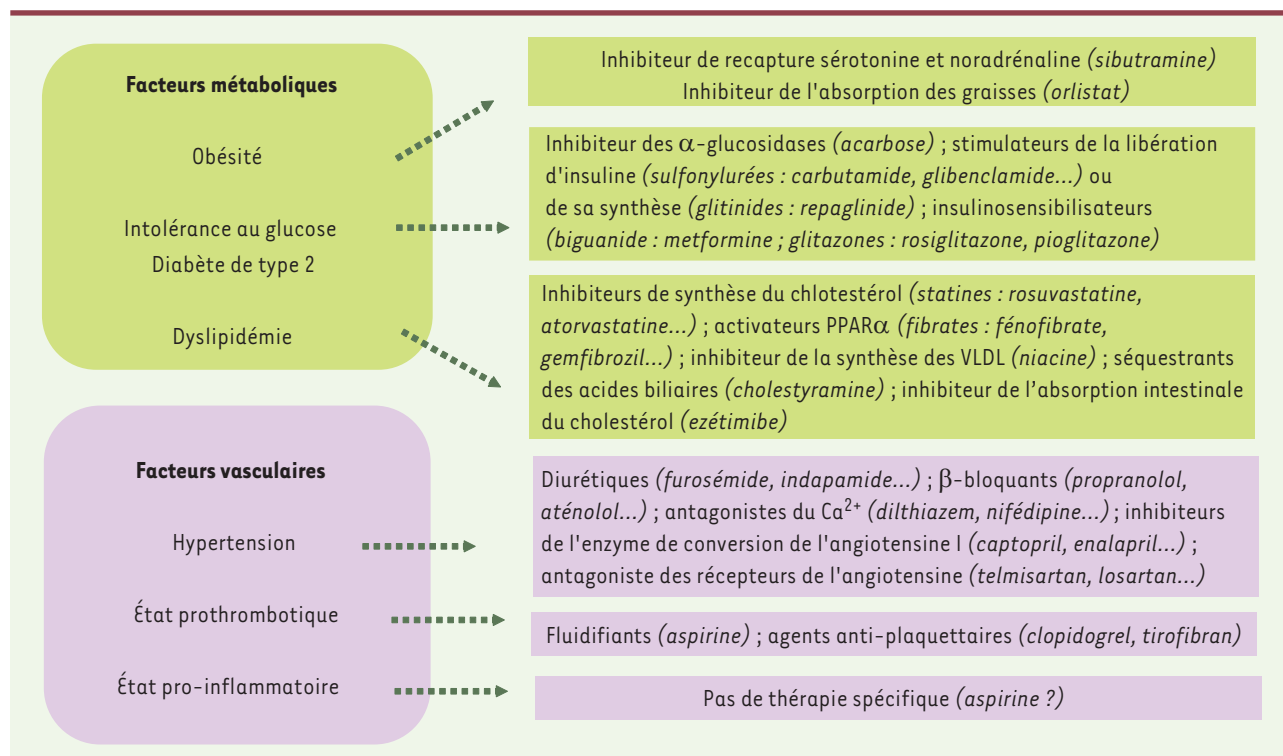 Facteurs métaboliques
Obésité
Intolérance au glucose
Diabète de type 2
Dyslipidémie
Inhibiteur de recapture sérotonine et noradrénaline (sibutramine)
Inhibiteur de l'absorption des graisses (orlistat)
Inhibiteur des α-glucosidases (acarbose) ; stimulateurs de la libération
d'insuline (sulfonylurées : carbutamide, glibenclamide...) ou
de sa synthèse (glitinides : repaglinide) ; insulinosensibilisateurs
(biguanide : metformine ; glitazones : rosiglitazone, pioglitazone)
Inhibiteurs de synthèse du chlotestérol (statines : rosuvastatine,
atorvastatine...) ; activateurs PPARα (fibrates : fénofibrate,
gemfibrozil...) ; inhibiteur de la synthèse des VLDL (niacine) ; séquestrants
des acides biliaires (cholestyramine) ; inhibiteur de l’absorption intestinale
du cholestérol (ezétimibe)
Facteurs vasculaires
Hypertension
État prothrombotique
État pro-inflammatoire
Diurétiques (furosémide, indapamide...) ; β-bloquants (propranolol,
aténolol...) ; antagonistes du Ca²⁺ (dilthiazem, nifédipine...) ; inhibiteurs
de l'enzyme de conversion de l'angiotensine I (captopril, enalapril...) ;
antagoniste des récepteurs de l'angiotensine (telmisartan, losartan...)
Fluidifiants (aspirine) ; agents anti-plaquettaires (clopidogrel, tirofibran)
Pas de thérapie spécifique (aspirine ?)